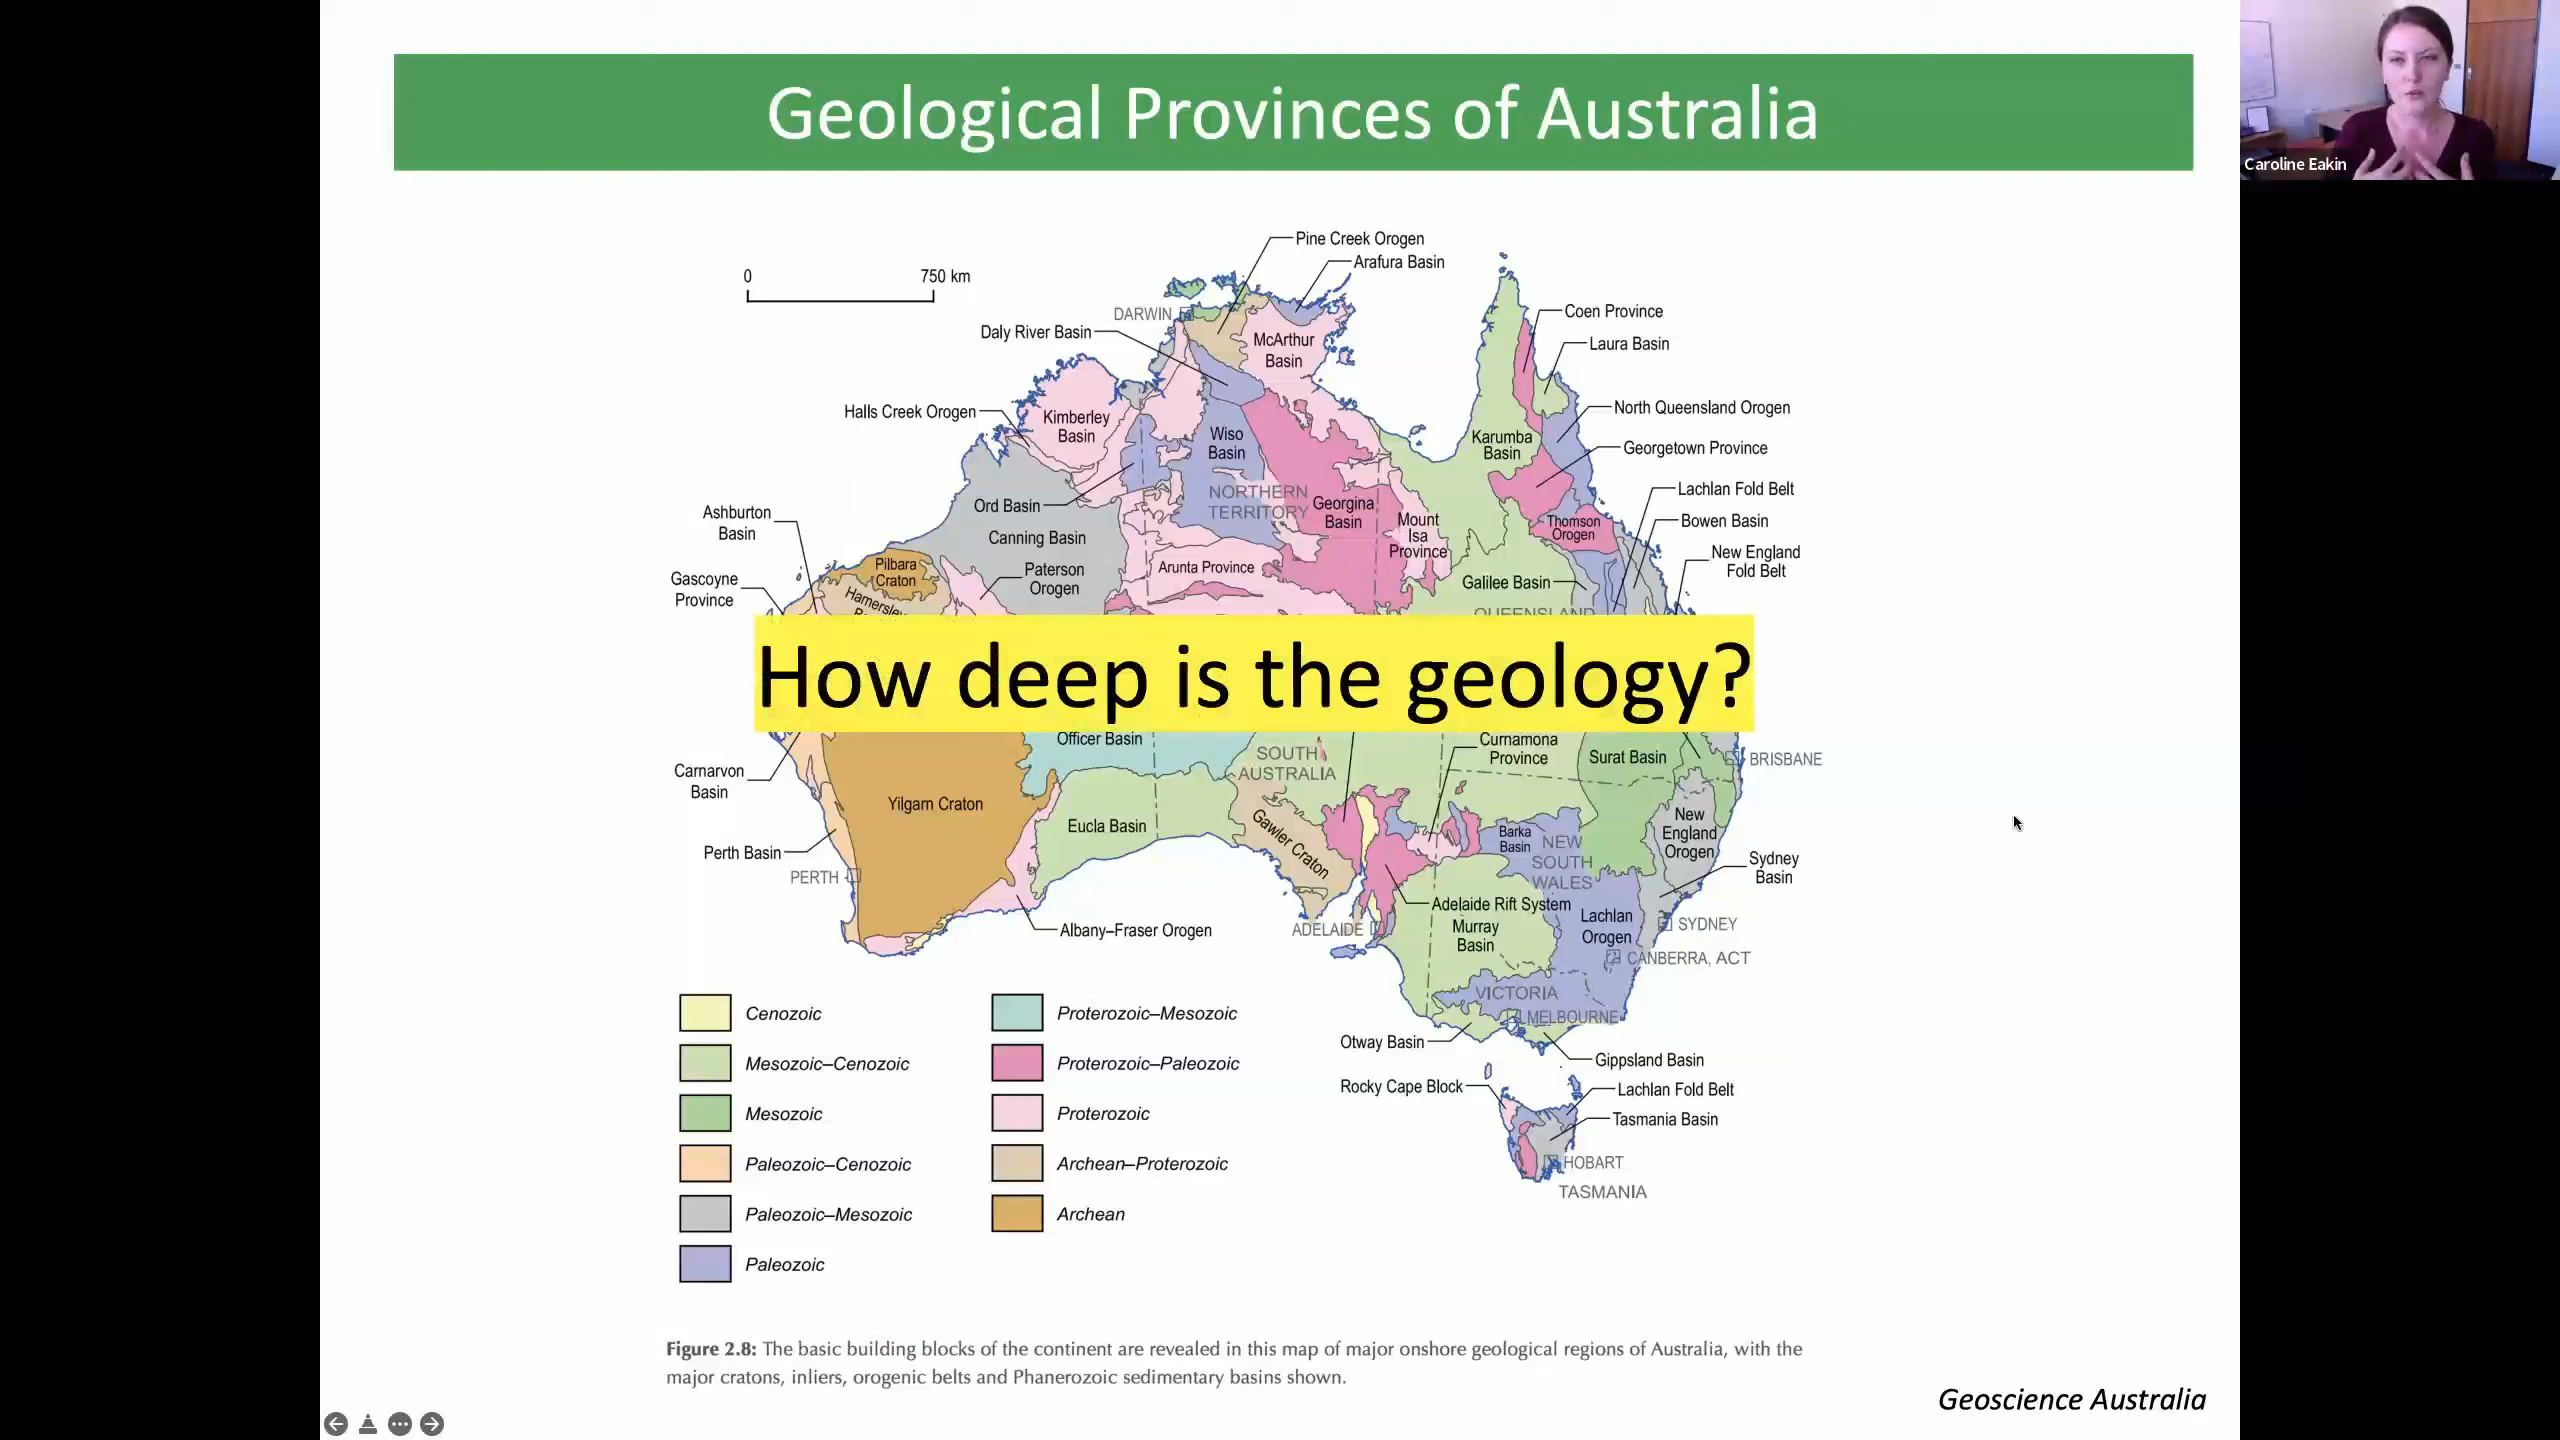 Geological Provinces of Australia
Caroline Eakin
Pine Creek Orogen
Arafura Basin
0
750 km
DARWIN
Coen Province
Daly River Basin
McArthur
Basin
Laura Basin
Halls Creek Orogen
Kimberley
Basin
North Queensland Orogen
Wiso
Basin
Karumba
Basin
Georgetown Province
Lachlan Fold Belt
NORTHERN
TERRITORY
Ord Basin
Georgina
Basin
Ashburton
Basin
Mount
Isa
Province
Thomson
Orogen
Bowen Basin
Canning Basin
New England
Fold Belt
Pilbara
Craton
Paterson
Orogen
Arunta Province
Galilee Basin
Gascoyne
Province
Hamersley
QUEENSLAND
How deep is the geology?
Officer Basin
SOUTH
AUSTRALIA
Curnamona
Province
Surat Basin
BRISBANE
Carnarvon
Basin
Yilgarn Craton
Eucla Basin
Gawler Craton
Barka
Basin
NEW
SOUTH
WALES
New
England
Orogen
Perth Basin
PERTH
Sydney
Basin
Adelaide Rift System
Murray
Basin
Lachlan
Orogen
SYDNEY
Albany–Fraser Orogen
ADELAIDE
CANBERRA, ACT
VICTORIA
MELBOURNE
Otway Basin
Gippsland Basin
Rocky Cape Block
Lachlan Fold Belt
Tasmania Basin
HOBART
TASMANIA
Cenozoic
Mesozoic–Cenozoic
Mesozoic
Paleozoic–Cenozoic
Paleozoic–Mesozoic
Paleozoic
Proterozoic–Mesozoic
Proterozoic–Paleozoic
Proterozoic
Archean–Proterozoic
Archean
Figure 2.8: The basic building blocks of the continent are revealed in this map of major onshore geological regions of Australia, with the
major cratons, inliers, orogenic belts and Phanerozoic sedimentary basins shown.
Geoscience Australia